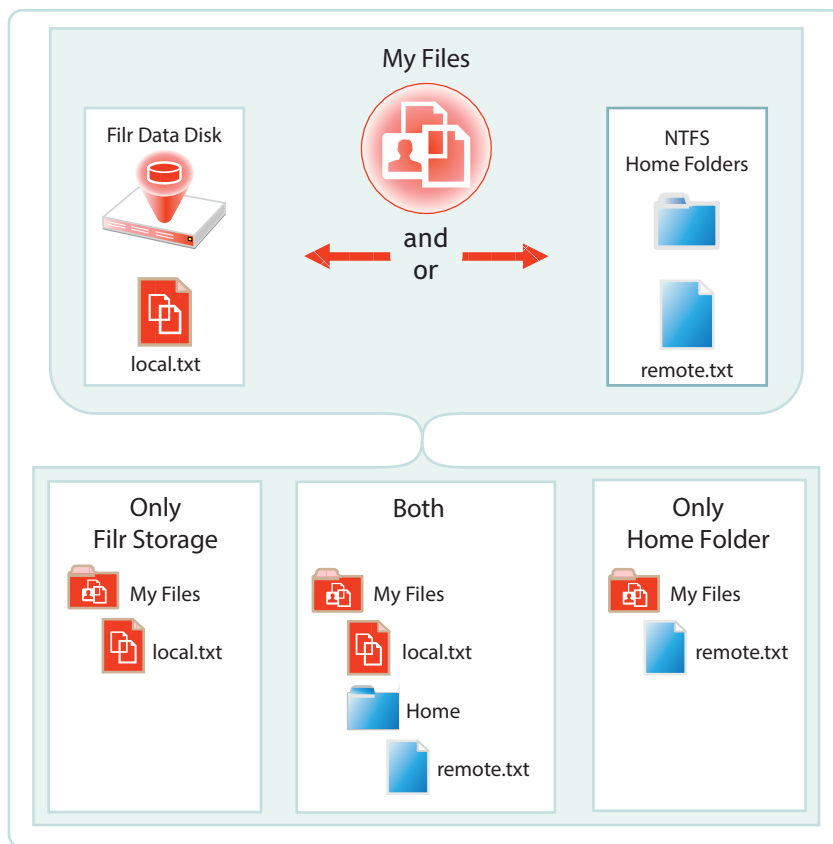 My Files
Filr Data Disk
local.txt
and
or
NTFS
Home Folders
remote.txt
Only
Filr Storage
My Files
local.txt
Both
My Files
local.txt
Home
remote.txt
Only
Home Folder
My Files
remote.txt